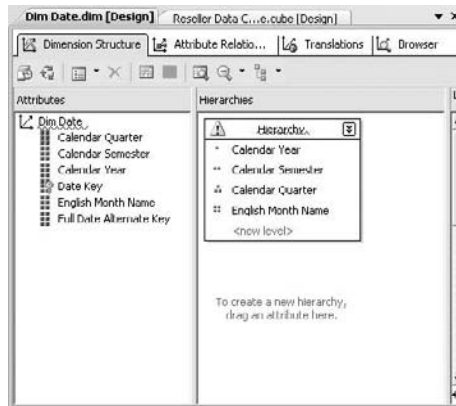 Dim Date.dim [Design] Reseller Data C...e.cube [Design]
Dimension Structure Attribute Relatio... Translations Browser
Attributes
Dim Date
Calendar Quarter
Calendar Semester
Calendar Year
Date Key
English Month Name
Full Date Alternate Key
Hierarchies
Hierarchy
Calendar Year
Calendar Semester
Calendar Quarter
English Month Name
<new level>
To create a new hierarchy,
drag an attribute here.